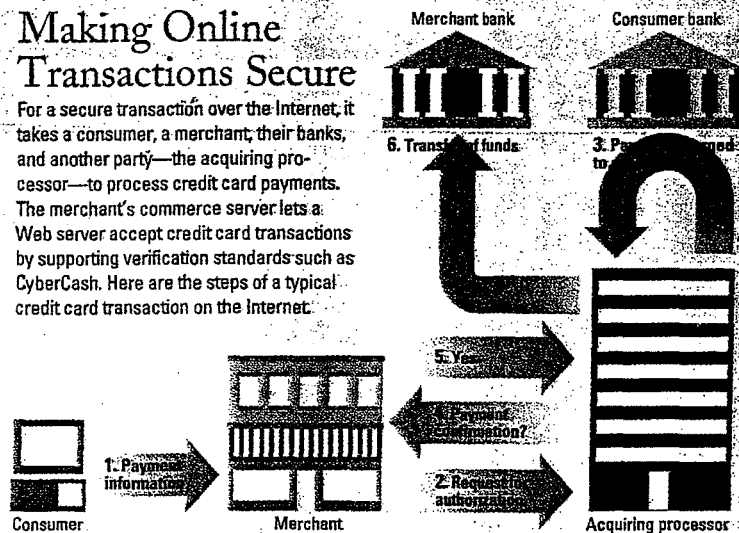 Making Online
Transactions Secure
For a secure transaction over the Internet, it
takes a consumer, a merchant, their banks,
and another party—the acquiring pro-
cessor—to process credit card payments.
The merchant's commerce server lets a
Web server accept credit card transactions
by supporting verification standards such as
CyberCash. Here are the steps of a typical
credit card transaction on the Internet.
Merchant bank
Consumer bank
6. Transfer of funds
3.
to
5. Yes
4. Payment
confirmation?
1. Payment
information
2. Request for
authorization
Consumer
Merchant
Acquiring processor